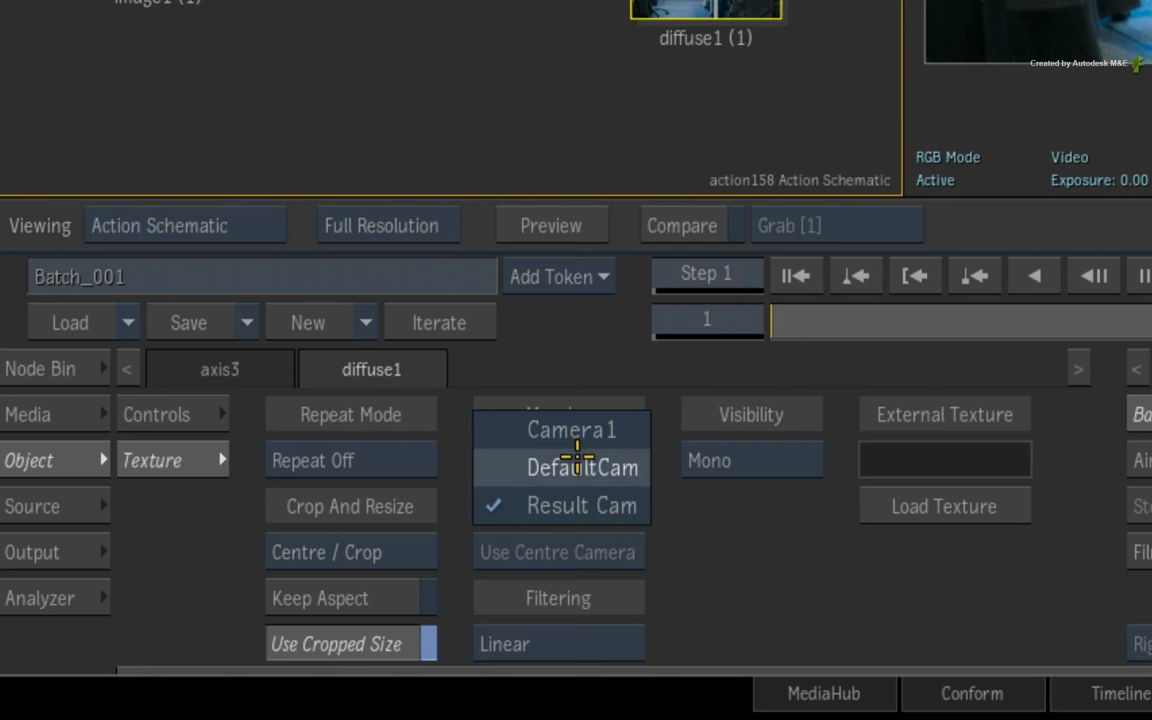 image1 (1)
diffuse1 (1)
Created by Autodesk M&E
RGB Mode
Video
action158 Action Schematic
Active
Exposure: 0.00
Viewing
Action Schematic
Full Resolution
Preview
Compare
Grab [1]
Batch_001
Add Token
Step 1
Load
Save
New
Iterate
1
Node Bin
<
axis3
diffuse1
>
<
Media
Controls
Repeat Mode
Camera1
Visibility
External Texture
Object
Texture
Repeat Off
DefaultCam
Mono
Source
Crop And Resize
Result Cam
Load Texture
Output
Centre / Crop
Use Centre Camera
Analyzer
Keep Aspect
Filtering
Use Cropped Size
Linear
MediaHub
Conform
Timeline